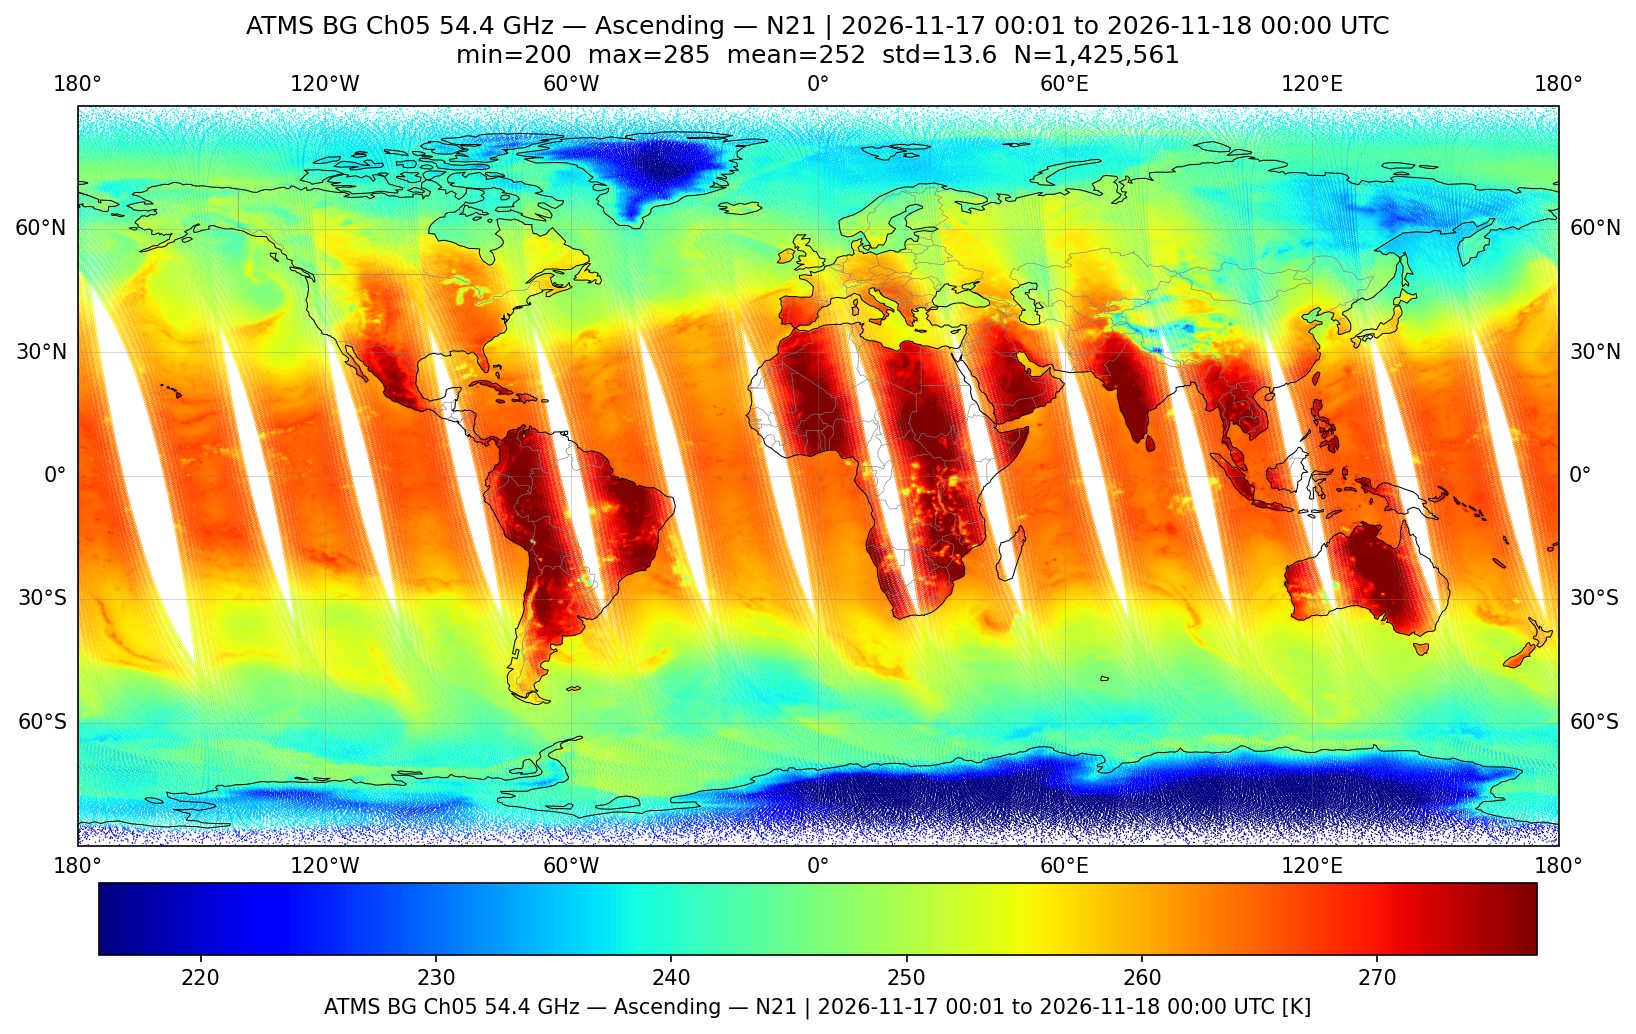 ATMS BG Ch05 54.4 GHz — Ascending — N21 | 2026-11-17 00:01 to 2026-11-18 00:00 UTC
min=200 max=285 mean=252 std=13.6 N=1,425,561
180° 120°W 60°W 0° 60°E 120°E 180°
60°N 60°N
30°N 30°N
0° 0°
30°S 30°S
60°S 60°S
180° 120°W 60°W 0° 60°E 120°E 180°
220 230 240 250 260 270
ATMS BG Ch05 54.4 GHz — Ascending — N21 | 2026-11-17 00:01 to 2026-11-18 00:00 UTC [K]